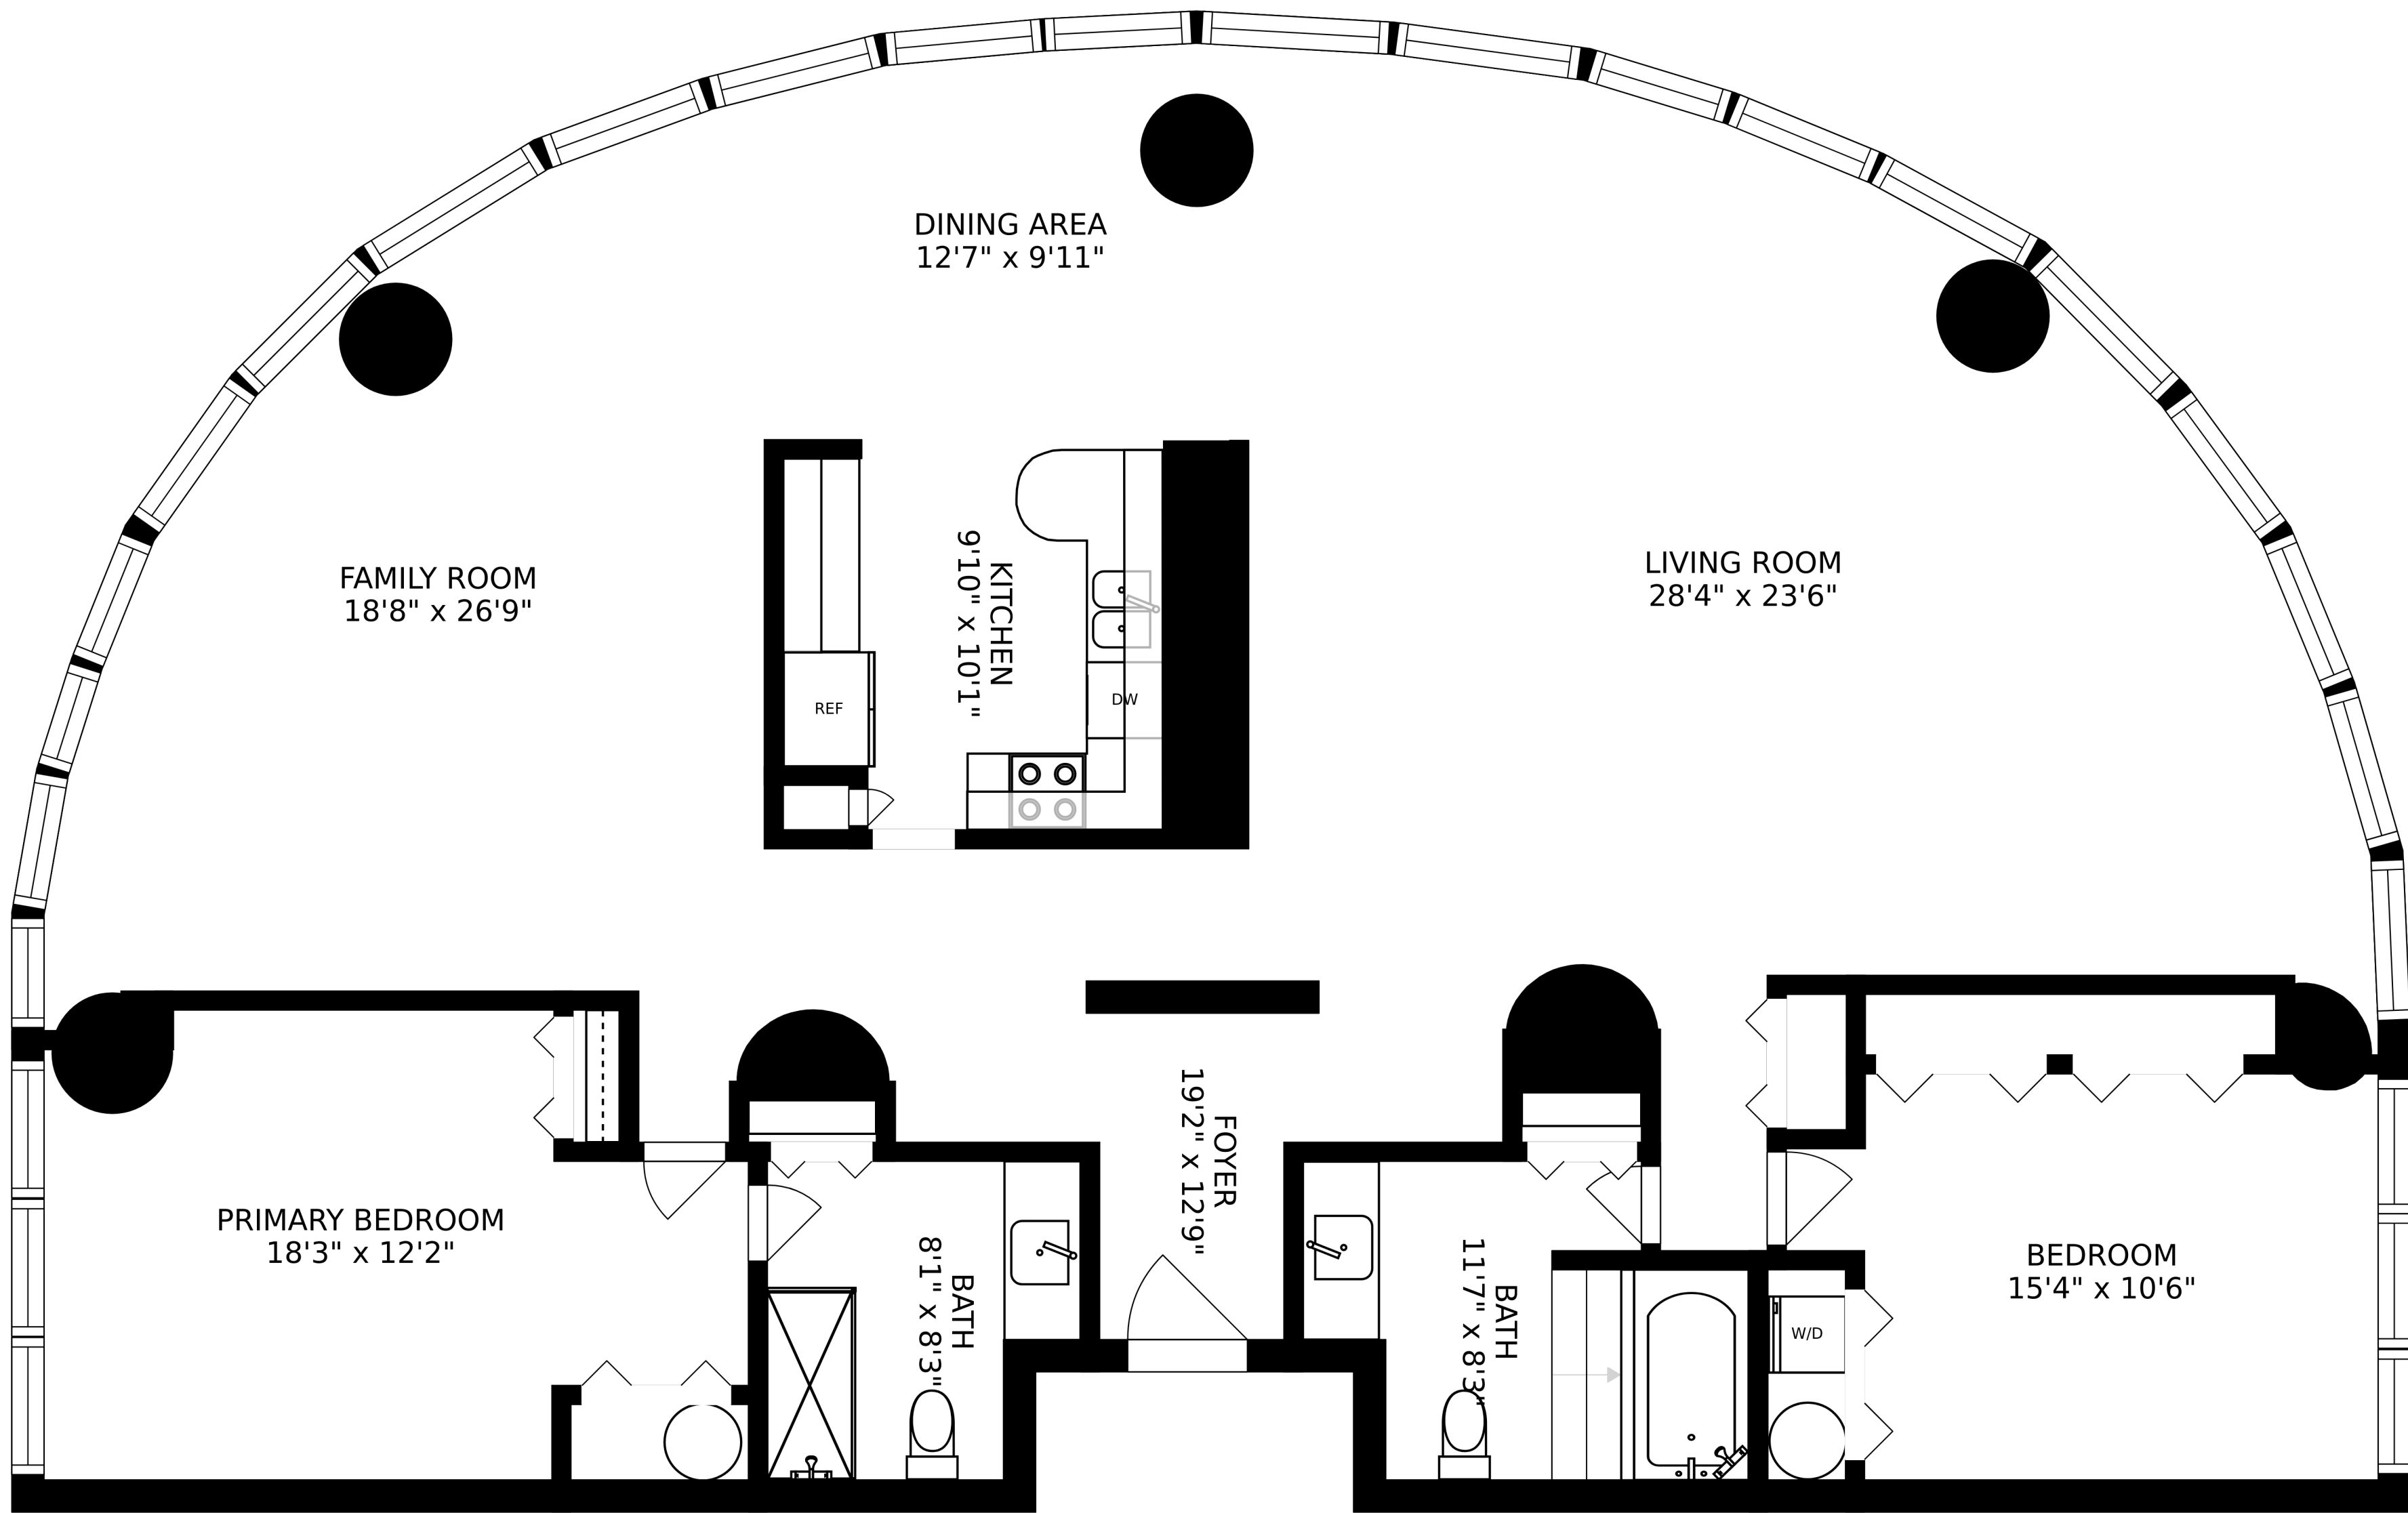 DINING AREA
12'7" x 9'11"
FAMILY ROOM
18'8" x 26'9"
KITCHEN
9'10" x 10'1"
LIVING ROOM
28'4" x 23'6"
REF
DW
FOYER
19'2" x 12'9"
PRIMARY BEDROOM
18'3" x 12'2"
BATH
8'1" x 8'3"
BATH
11'7" x 8'3"
BEDROOM
15'4" x 10'6"
W/D